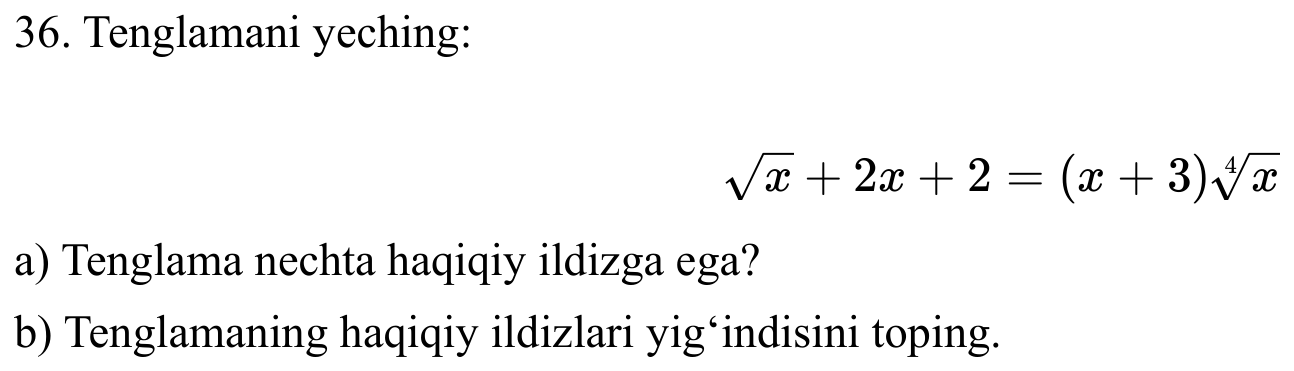 36. Tenglamani yeching:
√x + 2x + 2 = (x + 3)∜x
a) Tenglama nechta haqiqiy ildizga ega?
b) Tenglamaning haqiqiy ildizlari yig‘indisini toping.